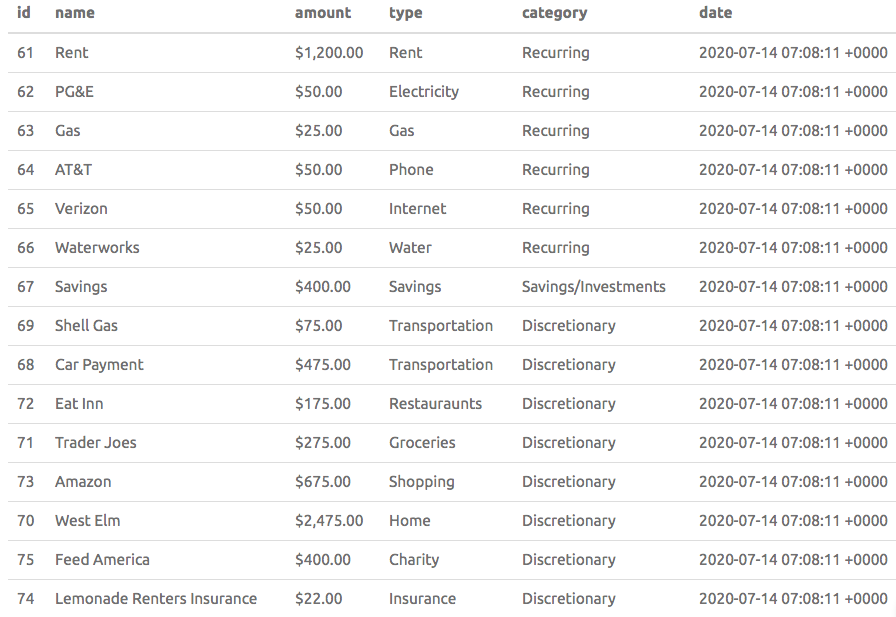 id name amount type category date
61 Rent $1,200.00 Rent Recurring 2020-07-14 07:08:11 +0000
62 PG&E $50.00 Electricity Recurring 2020-07-14 07:08:11 +0000
63 Gas $25.00 Gas Recurring 2020-07-14 07:08:11 +0000
64 AT&T $50.00 Phone Recurring 2020-07-14 07:08:11 +0000
65 Verizon $50.00 Internet Recurring 2020-07-14 07:08:11 +0000
66 Waterworks $25.00 Water Recurring 2020-07-14 07:08:11 +0000
67 Savings $400.00 Savings Savings/Investments 2020-07-14 07:08:11 +0000
69 Shell Gas $75.00 Transportation Discretionary 2020-07-14 07:08:11 +0000
68 Car Payment $475.00 Transportation Discretionary 2020-07-14 07:08:11 +0000
72 Eat Inn $175.00 Restauraunts Discretionary 2020-07-14 07:08:11 +0000
71 Trader Joes $275.00 Groceries Discretionary 2020-07-14 07:08:11 +0000
73 Amazon $675.00 Shopping Discretionary 2020-07-14 07:08:11 +0000
70 West Elm $2,475.00 Home Discretionary 2020-07-14 07:08:11 +0000
75 Feed America $400.00 Charity Discretionary 2020-07-14 07:08:11 +0000
74 Lemonade Renters Insurance $22.00 Insurance Discretionary 2020-07-14 07:08:11 +0000